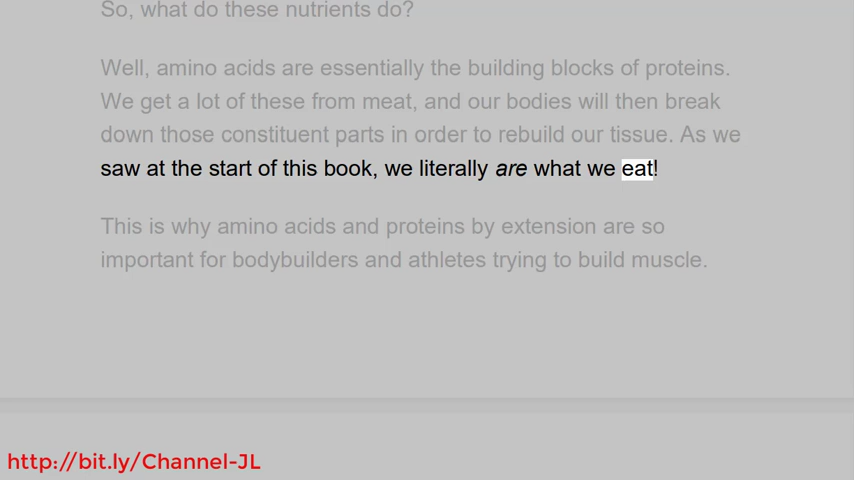 So, what do these nutrients do?
Well, amino acids are essentially the building blocks of proteins.
We get a lot of these from meat, and our bodies will then break
down those constituent parts in order to rebuild our tissue. As we
saw at the start of this book, we literally are what we eat!
This is why amino acids and proteins by extension are so
important for bodybuilders and athletes trying to build muscle.
http://bit.ly/Channel-JL